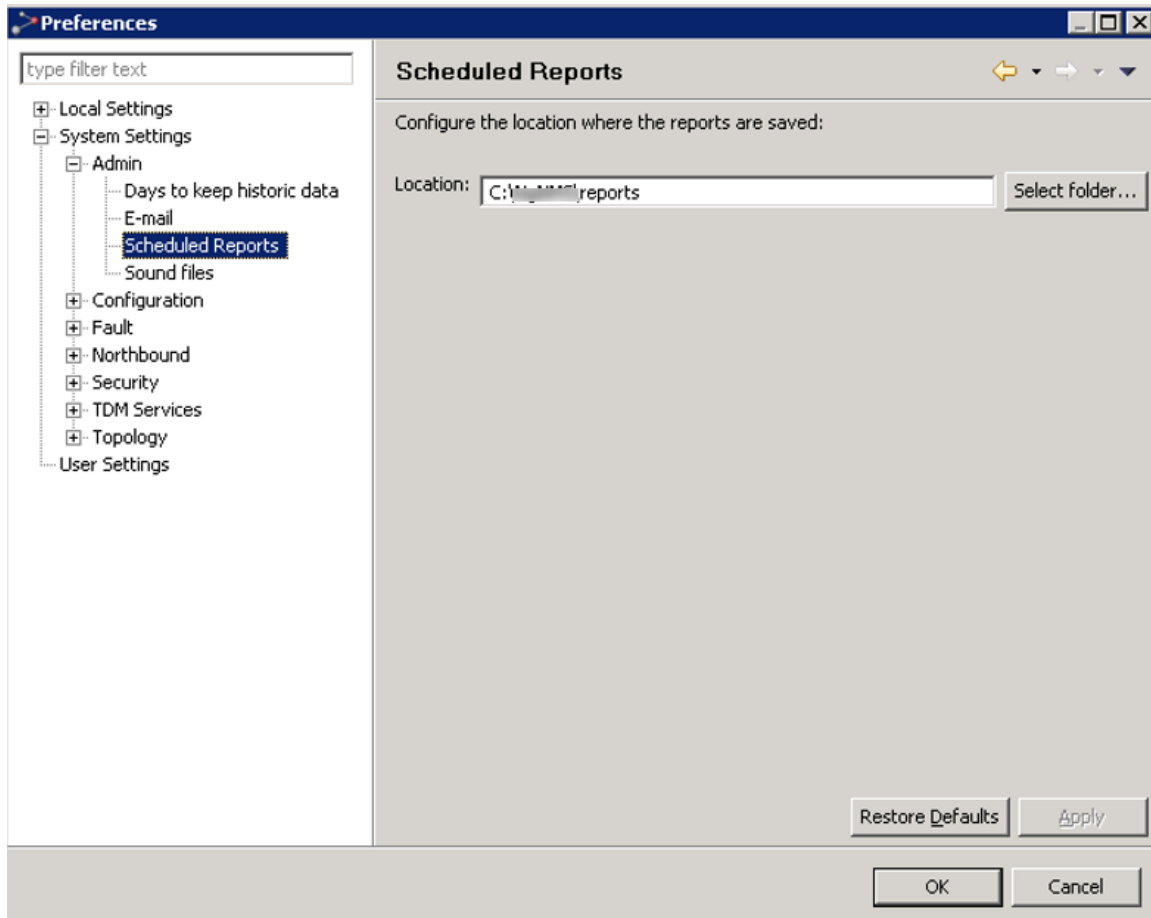 Preferences
type filter text
Local Settings
System Settings
Admin
Days to keep historic data
E-mail
Scheduled Reports
Sound files
Configuration
Fault
Northbound
Security
TDM Services
Topology
User Settings
Scheduled Reports
Configure the location where the reports are saved:
Location: C:\ \reports Select folder...
Restore Defaults Apply
OK Cancel